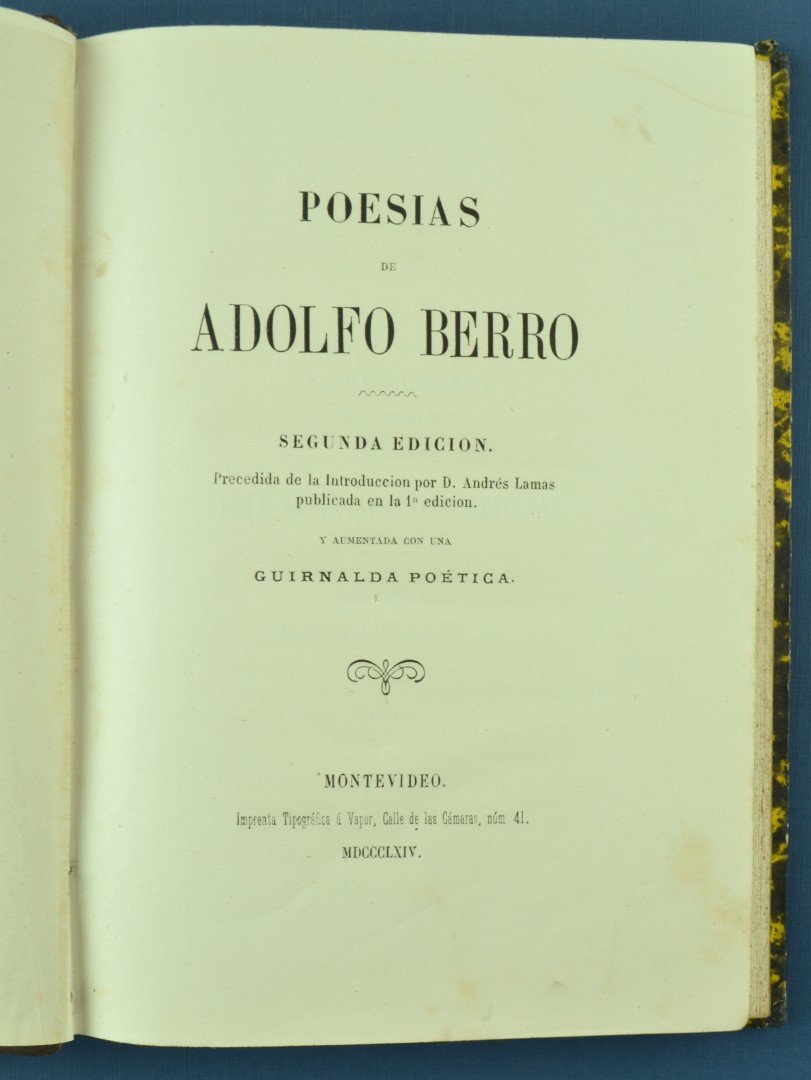 POESIAS
DE
ADOLFO BERRO
SEGUNDA EDICION.
Precedida de la Introduccion por D. Andrés Lamas
publicada en la 1ª edicion.
Y AUMENTADA CON UNA
GUIRNALDA POÉTICA.
MONTEVIDEO.
Imprenta Tipográfica á Vapor, Calle de las Cámaras, núm 41.
MDCCCLXIV.